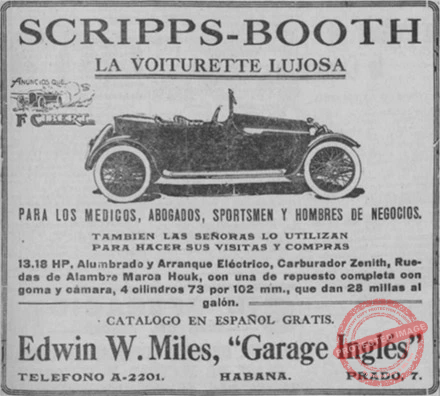 SCRIPPS-BOOTH
LA VOITURETTE LUJOSA
ANUNCIOS QUE
F GIBERT
PARA LOS MEDICOS, ABOGADOS, SPORTSMEN Y HOMBRES DE NEGOCIOS.
TAMBIEN LAS SEÑORAS LO UTILIZAN
PARA HACER SUS VISITAS Y COMPRAS
13.18 HP, Alumbrado y Arranque Eléctrico, Carburador Zenith, Rue-
das de Alambre Maroa Houk, con una de repuesto completa con
goma y cámara, 4 cilindros 73 por 102 mm., que dan 28 millas al
galón.
CATALOGO EN ESPAÑOL GRATIS.
Edwin W. Miles, "Garage Inglés"
TELEFONO A-2201. HABANA. PRADO, 7.